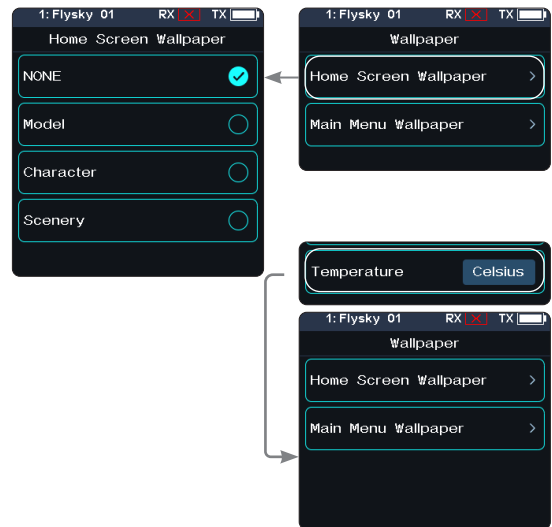 1: Flysky 01 RX TX
Home Screen Wallpaper
NONE
Model
Character
Scenery
1: Flysky 01 RX TX
Wallpaper
Home Screen Wallpaper >
Main Menu Wallpaper >
Temperature Celsius
1: Flysky 01 RX TX
Wallpaper
Home Screen Wallpaper >
Main Menu Wallpaper >